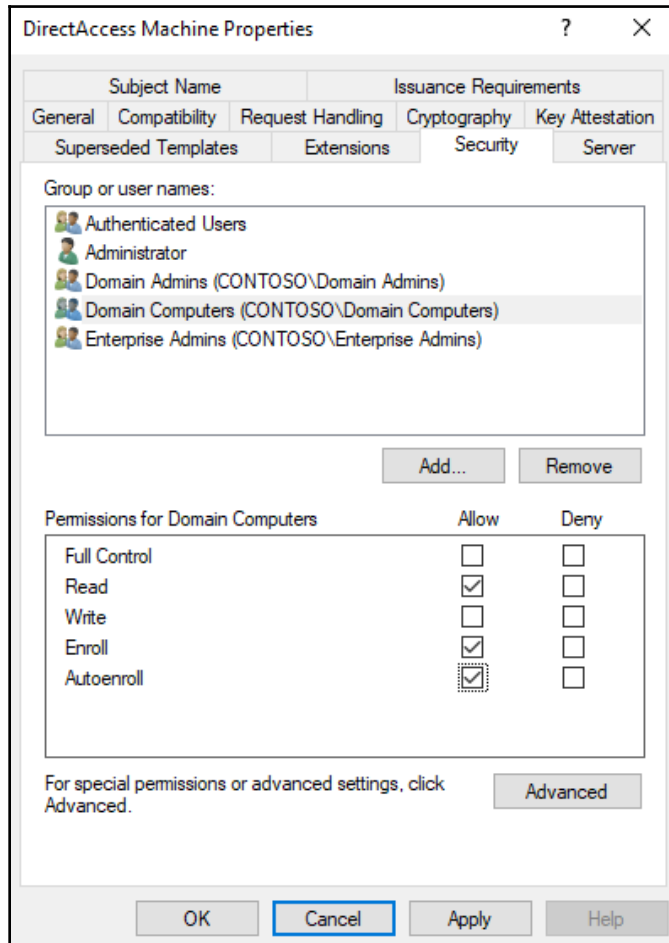 DirectAccess Machine Properties ? X
Subject Name Issuance Requirements
General Compatibility Request Handling Cryptography Key Attestation
Superseded Templates Extensions Security Server
Group or user names:
Authenticated Users
Administrator
Domain Admins (CONTOSO\Domain Admins)
Domain Computers (CONTOSO\Domain Computers)
Enterprise Admins (CONTOSO\Enterprise Admins)
Add... Remove
Permissions for Domain Computers Allow Deny
Full Control
Read
Write
Enroll
Autoenroll
For special permissions or advanced settings, click
Advanced.
Advanced
OK Cancel Apply Help